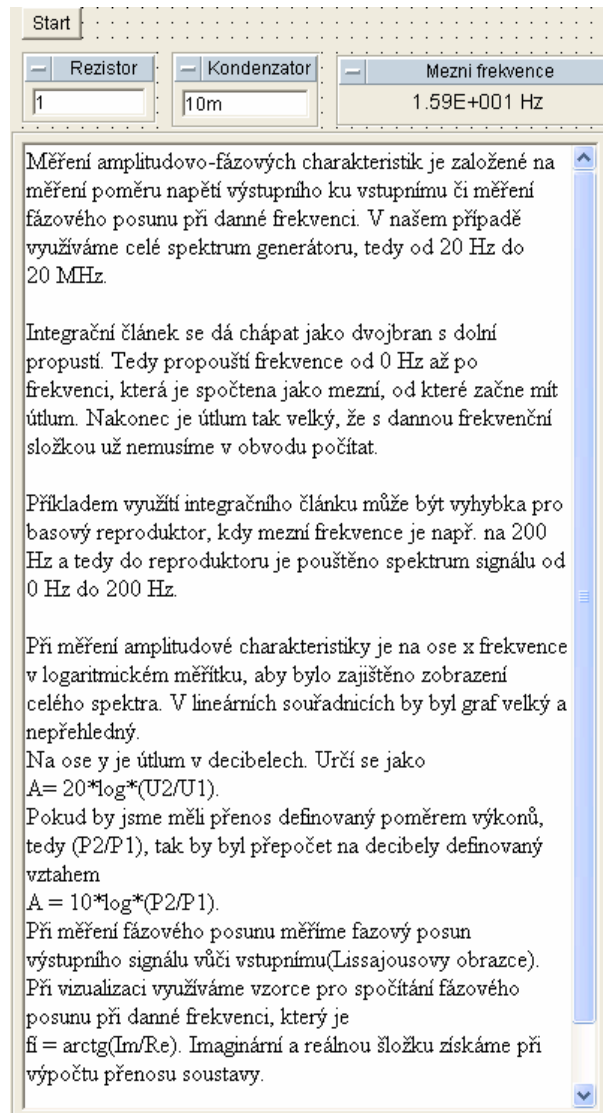 Start
Rezistor
Kondenzator
Mezni frekvence
1
10m
1.59E+001 Hz
Měření amplitudovo-fázových charakteristik je založené na
měření poměru napětí výstupního ku vstupnímu či měření
fázového posunu při danné frekvenci. V našem případě
využíváme celé spektrum generátoru, tedy od 20 Hz do
20 MHz.
Integrační článek se dá chápat jako dvojbran s dolní
propustí. Tedy propouští frekvence od 0 Hz až po
frekvenci, která je spočtena jako mezní, od které začne mít
útlum. Nakonec je útlum tak velký, že s dannou frekvenční
složkou už nemusíme v obvodu počítat.
Příkladem využítí integračního článku může být vyhybka pro
basový reproduktor, kdy mezní frekvence je např. na 200
Hz a tedy do reproduktoru je pouštěno spektrum signálu od
0 Hz do 200 Hz.
Při měření amplitudové charakteristiky je na ose x frekvence
v logaritmickém měřítku, aby bylo zajištěno zobrazení
celého spektra. V lineárních souřadnicích by byl graf velký a
nepřehledný.
Na ose y je útlum v decibelech. Určí se jako
A= 20*log*(U2/U1).
Pokud by jsme měli přenos definovaný poměrem výkonů,
tedy (P2/P1), tak by byl přepočet na decibely definovaný
vztahem
A = 10*log*(P2/P1).
Při měření fázového posunu měříme fazový posun
výstupního signálu vůči vstupnímu(Lissajousovy obrazce).
Při vizualizaci využíváme vzorce pro spočítání fázového
posunu při danné frekvenci, který je
fí = arctg(Im/Re). Imaginární a reálnou šložku získáme při
výpočtu přenosu soustavy.